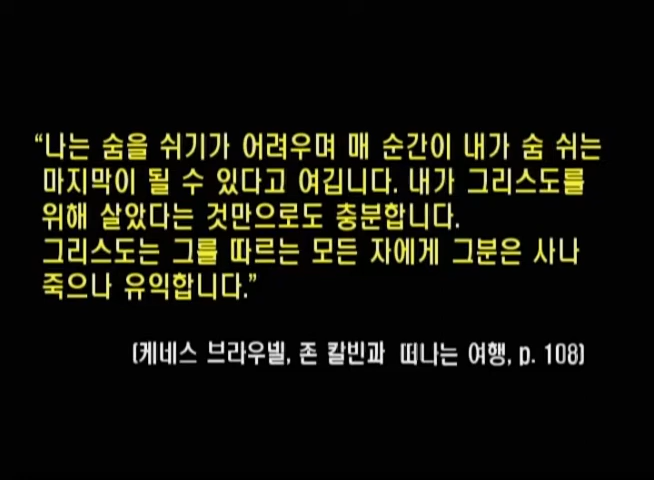 “나는 숨을 쉬기가 어려우며 매 순간이 내가 숨 쉬는
마지막이 될 수 있다고 여깁니다. 내가 그리스도를
위해 살았다는 것만으로도 충분합니다.
그리스도는 그를 따르는 모든 자에게 그분은 사나
죽으나 유익합니다.”
(케네스 브라우넬, 존 칼빈과 떠나는 여행, p. 108)